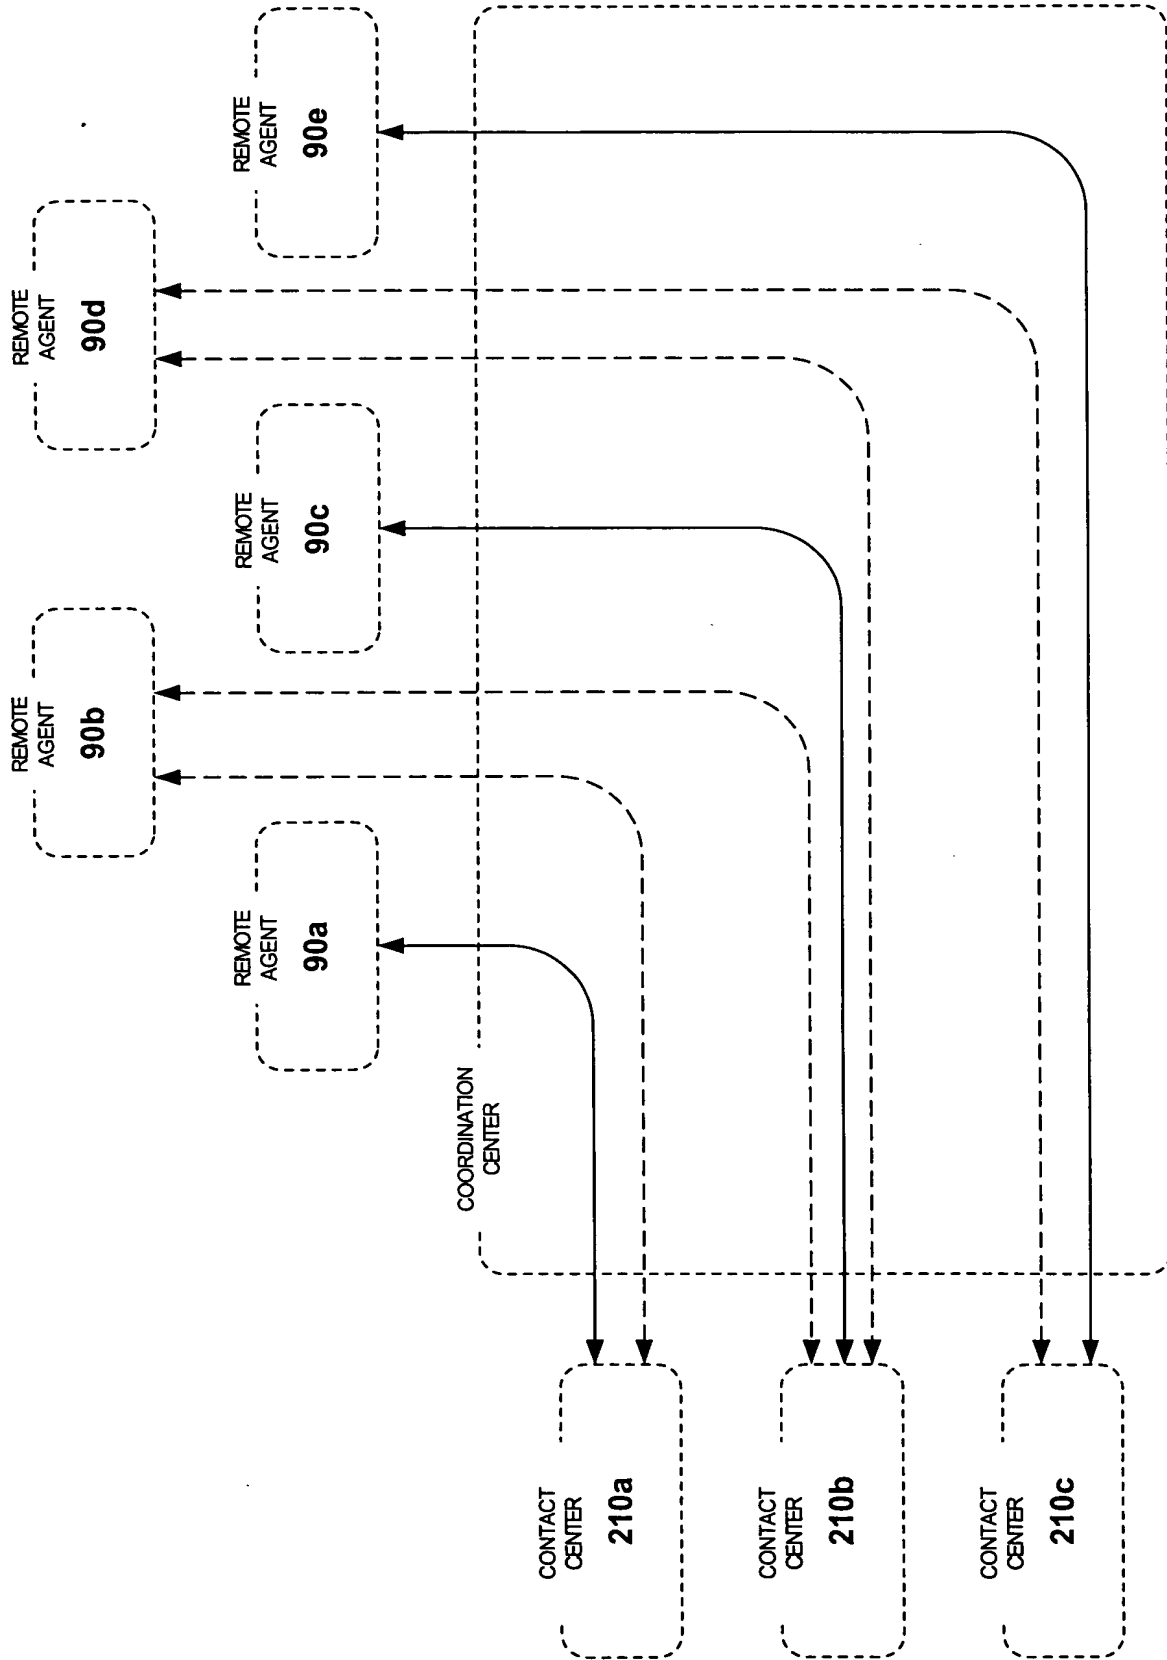 REMOTE
AGENT
90a
REMOTE
AGENT
90b
REMOTE
AGENT
90c
REMOTE
AGENT
90d
REMOTE
AGENT
90e
COORDINATION
CENTER
CONTACT
CENTER
210a
CONTACT
CENTER
210b
CONTACT
CENTER
210c